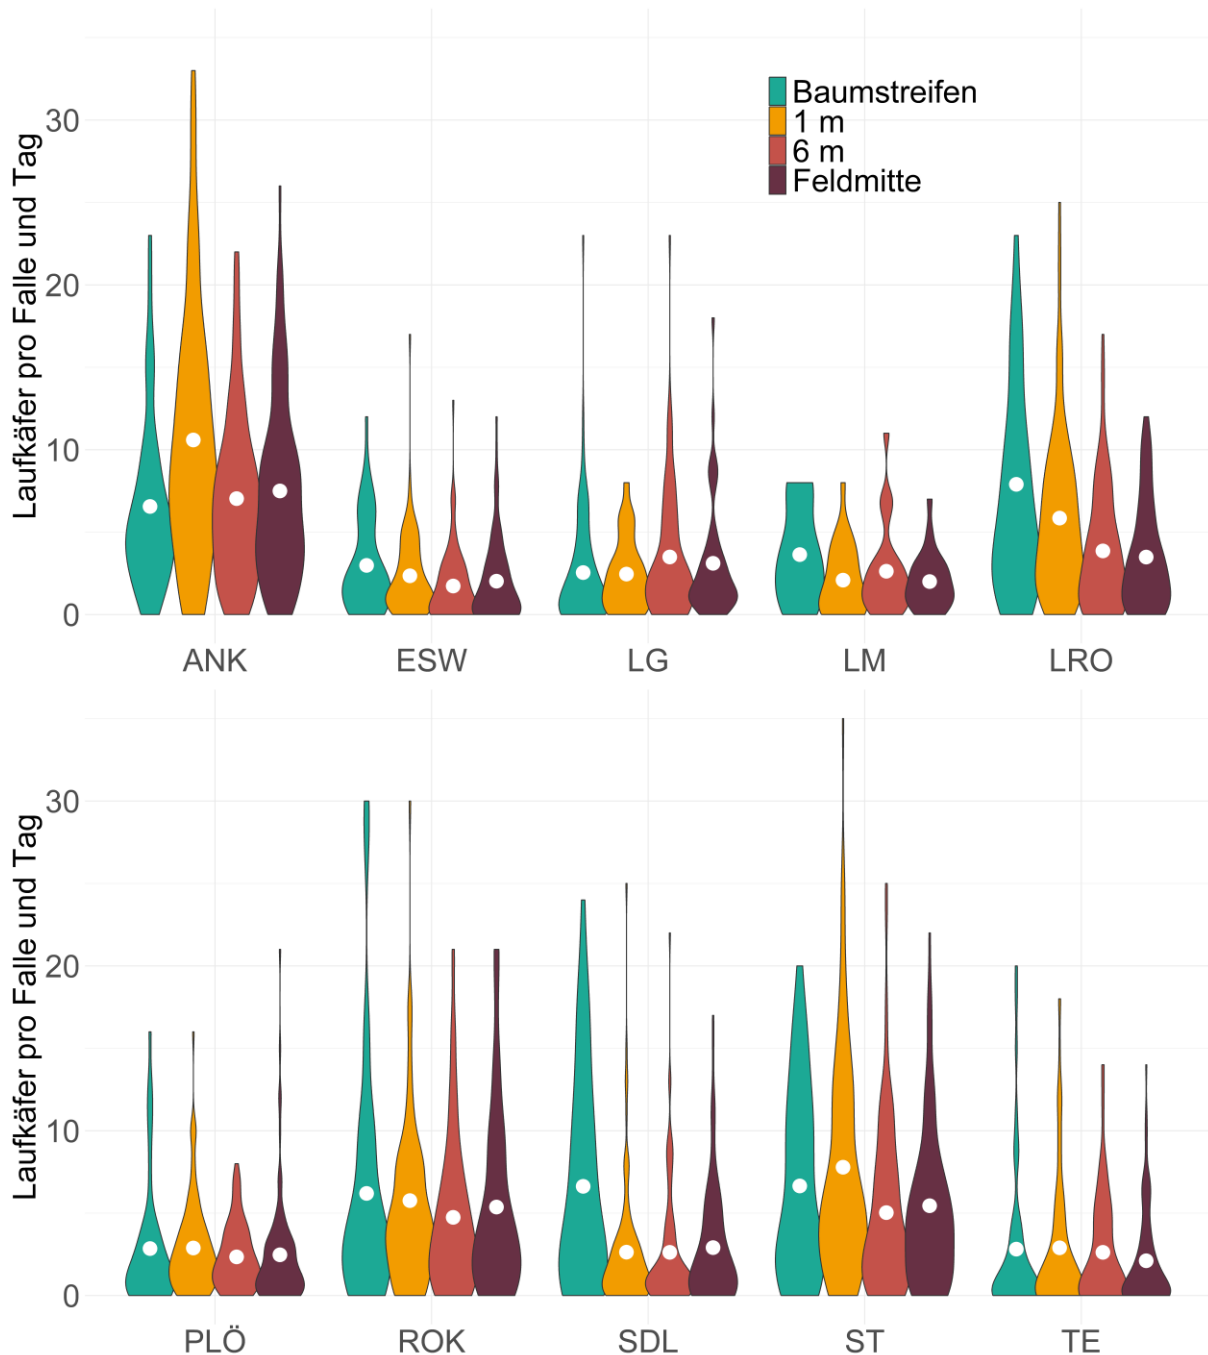 Laufkäfer pro Falle und Tag
30
20
10
0
Baumstreifen
1 m
6 m
Feldmitte
ANK ESW LG LM LRO
Laufkäfer pro Falle und Tag
30
20
10
0
PLÖ ROK SDL ST TE